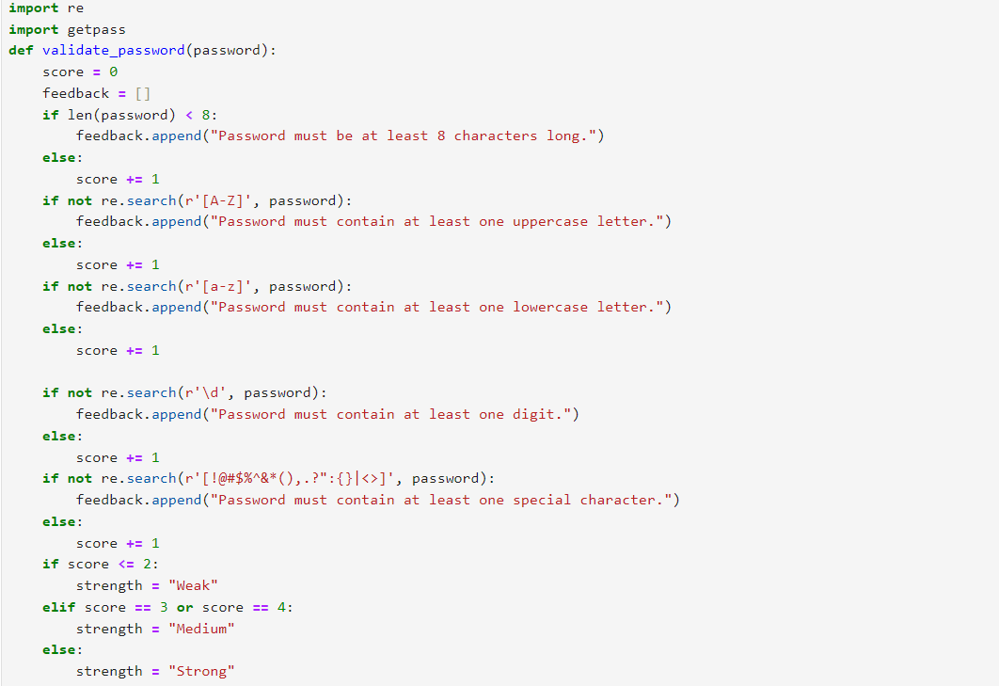 import re
import getpass
def validate_password(password):
    score = 0
    feedback = []
    if len(password) < 8:
        feedback.append("Password must be at least 8 characters long.")
    else:
        score += 1
    if not re.search(r'[A-Z]', password):
        feedback.append("Password must contain at least one uppercase letter.")
    else:
        score += 1
    if not re.search(r'[a-z]', password):
        feedback.append("Password must contain at least one lowercase letter.")
    else:
        score += 1

    if not re.search(r'\d', password):
        feedback.append("Password must contain at least one digit.")
    else:
        score += 1
    if not re.search(r'[!@#$%^&*(),.?":{}|<>]', password):
        feedback.append("Password must contain at least one special character.")
    else:
        score += 1
    if score <= 2:
        strength = "Weak"
    elif score == 3 or score == 4:
        strength = "Medium"
    else:
        strength = "Strong"